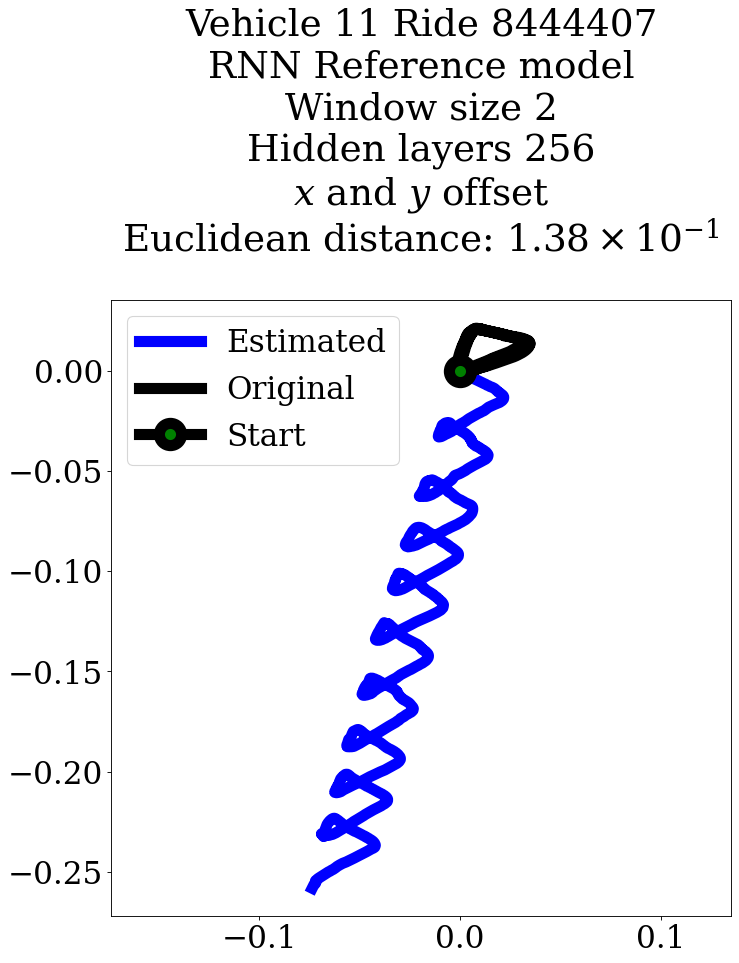 Vehicle 11 Ride 8444407
RNN Reference model
Window size 2
Hidden layers 256
x and y offset
Euclidean distance: 1.38 × 10⁻¹
Estimated
Original
Start
0.00
−0.05
−0.10
−0.15
−0.20
−0.25
−0.1 0.0 0.1